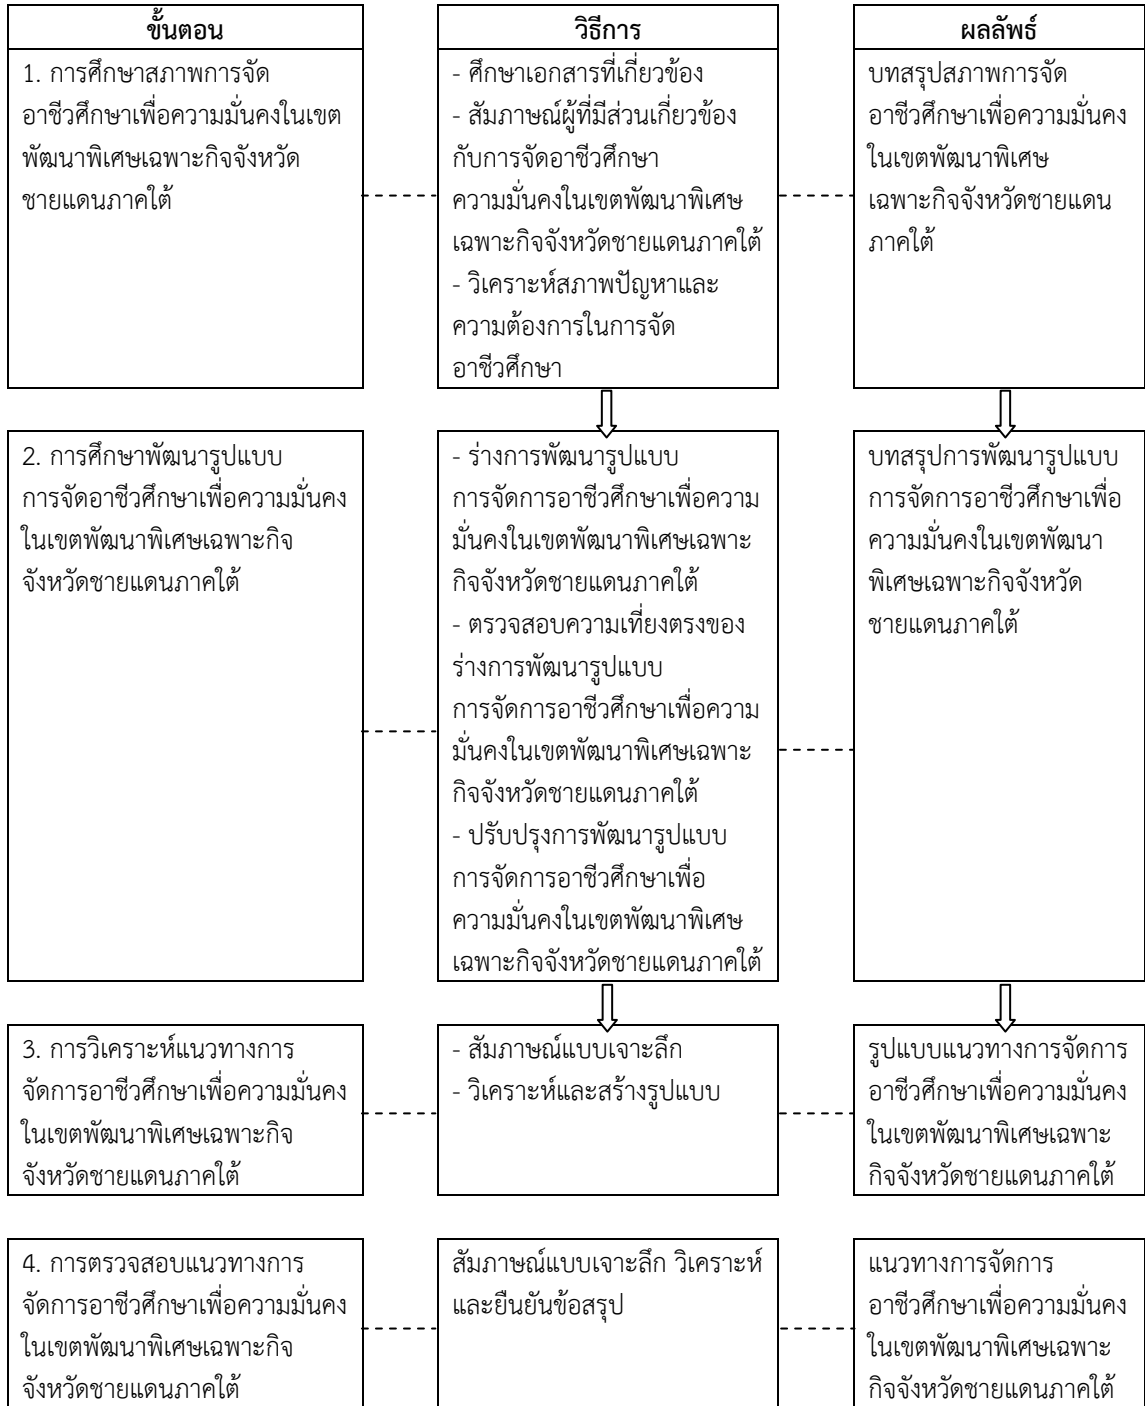 ขั้นตอน
วิธีการ
ผลลัพธ์
1. การศึกษาสภาพการจัด
อาชีวศึกษาเพื่อความมั่นคงในเขต
พัฒนาพิเศษเฉพาะกิจจังหวัด
ชายแดนภาคใต้
- ศึกษาเอกสารที่เกี่ยวข้อง
- สัมภาษณ์ผู้ที่มีส่วนเกี่ยวข้อง
กับการจัดอาชีวศึกษา
ความมั่นคงในเขตพัฒนาพิเศษ
เฉพาะกิจจังหวัดชายแดนภาคใต้
- วิเคราะห์สภาพปัญหาและ
ความต้องการในการจัด
อาชีวศึกษา
บทสรุปสภาพการจัด
อาชีวศึกษาเพื่อความมั่นคง
ในเขตพัฒนาพิเศษ
เฉพาะกิจจังหวัดชายแดน
ภาคใต้
2. การศึกษาพัฒนารูปแบบ
การจัดอาชีวศึกษาเพื่อความมั่นคง
ในเขตพัฒนาพิเศษเฉพาะกิจ
จังหวัดชายแดนภาคใต้
- ร่างการพัฒนารูปแบบ
การจัดการอาชีวศึกษาเพื่อความ
มั่นคงในเขตพัฒนาพิเศษเฉพาะ
กิจจังหวัดชายแดนภาคใต้
- ตรวจสอบความเที่ยงตรงของ
ร่างการพัฒนารูปแบบ
การจัดการอาชีวศึกษาเพื่อความ
มั่นคงในเขตพัฒนาพิเศษเฉพาะ
กิจจังหวัดชายแดนภาคใต้
- ปรับปรุงการพัฒนารูปแบบ
การจัดการอาชีวศึกษาเพื่อ
ความมั่นคงในเขตพัฒนาพิเศษ
เฉพาะกิจจังหวัดชายแดนภาคใต้
บทสรุปการพัฒนารูปแบบ
การจัดการอาชีวศึกษาเพื่อ
ความมั่นคงในเขตพัฒนา
พิเศษเฉพาะกิจจังหวัด
ชายแดนภาคใต้
3. การวิเคราะห์แนวทางการ
จัดการอาชีวศึกษาเพื่อความมั่นคง
ในเขตพัฒนาพิเศษเฉพาะกิจ
จังหวัดชายแดนภาคใต้
- สัมภาษณ์แบบเจาะลึก
- วิเคราะห์และสร้างรูปแบบ
รูปแบบแนวทางการจัดการ
อาชีวศึกษาเพื่อความมั่นคง
ในเขตพัฒนาพิเศษเฉพาะ
กิจจังหวัดชายแดนภาคใต้
4. การตรวจสอบแนวทางการ
จัดการอาชีวศึกษาเพื่อความมั่นคง
ในเขตพัฒนาพิเศษเฉพาะกิจ
จังหวัดชายแดนภาคใต้
สัมภาษณ์แบบเจาะลึก วิเคราะห์
และยืนยันข้อสรุป
แนวทางการจัดการ
อาชีวศึกษาเพื่อความมั่นคง
ในเขตพัฒนาพิเศษเฉพาะ
กิจจังหวัดชายแดนภาคใต้